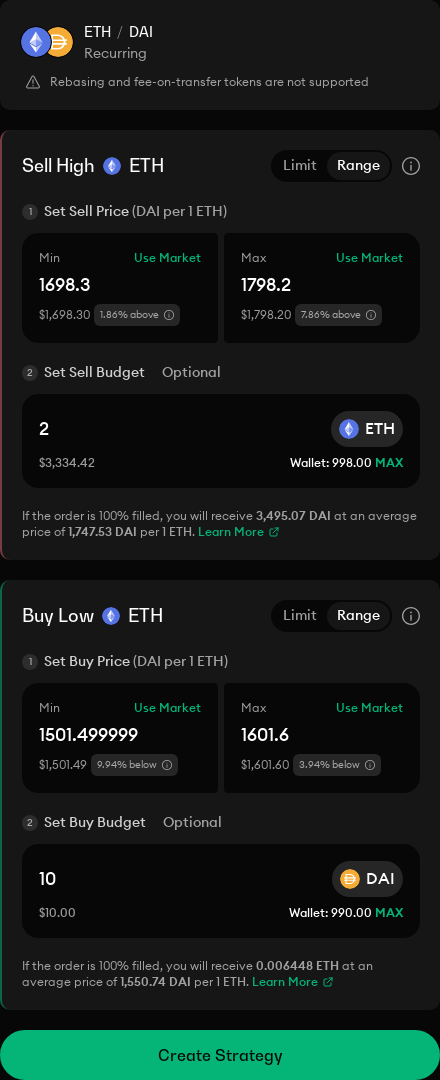 ETH / DAI
Recurring
Rebasing and fee-on-transfer tokens are not supported
Sell High ETH Limit Range
1 Set Sell Price (DAI per 1 ETH)
Min Use Market Max Use Market
1698.3 1798.2
$1,698.30 1.86% above $1,798.20 7.86% above
2 Set Sell Budget Optional
2 ETH
$3,334.42 Wallet: 998.00 MAX
If the order is 100% filled, you will receive 3,495.07 DAI at an average
price of 1,747.53 DAI per 1 ETH. Learn More
Buy Low ETH Limit Range
1 Set Buy Price (DAI per 1 ETH)
Min Use Market Max Use Market
1501.499999 1601.6
$1,501.49 9.94% below $1,601.60 3.94% below
2 Set Buy Budget Optional
10 DAI
$10.00 Wallet: 990.00 MAX
If the order is 100% filled, you will receive 0.006448 ETH at an
average price of 1,550.74 DAI per 1 ETH. Learn More
Create Strategy